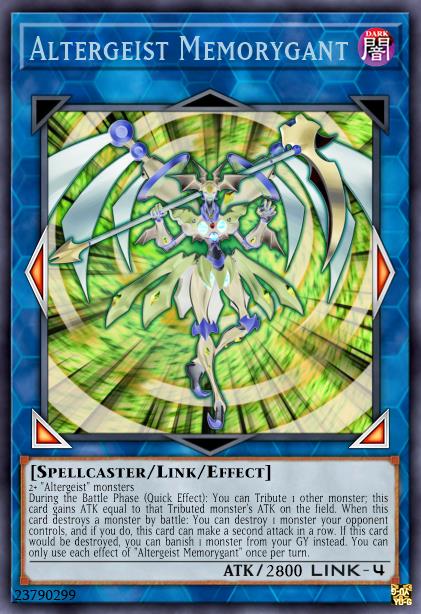 ALTERGEIST MEMORYGANT
DARK
闇
[SPELLCASTER/LINK/EFFECT]
2+ "Altergeist" monsters
During the Battle Phase (Quick Effect): You can Tribute 1 other monster; this
card gains ATK equal to that Tributed monster's ATK on the field. When this
card destroys a monster by battle: You can destroy 1 monster your opponent
controls, and if you do, this card can make a second attack in a row. If this card
would be destroyed, you can banish 1 monster from your GY instead. You can
only use each effect of "Altergeist Memorygant" once per turn.
ATK/2800 LINK-4
23790299